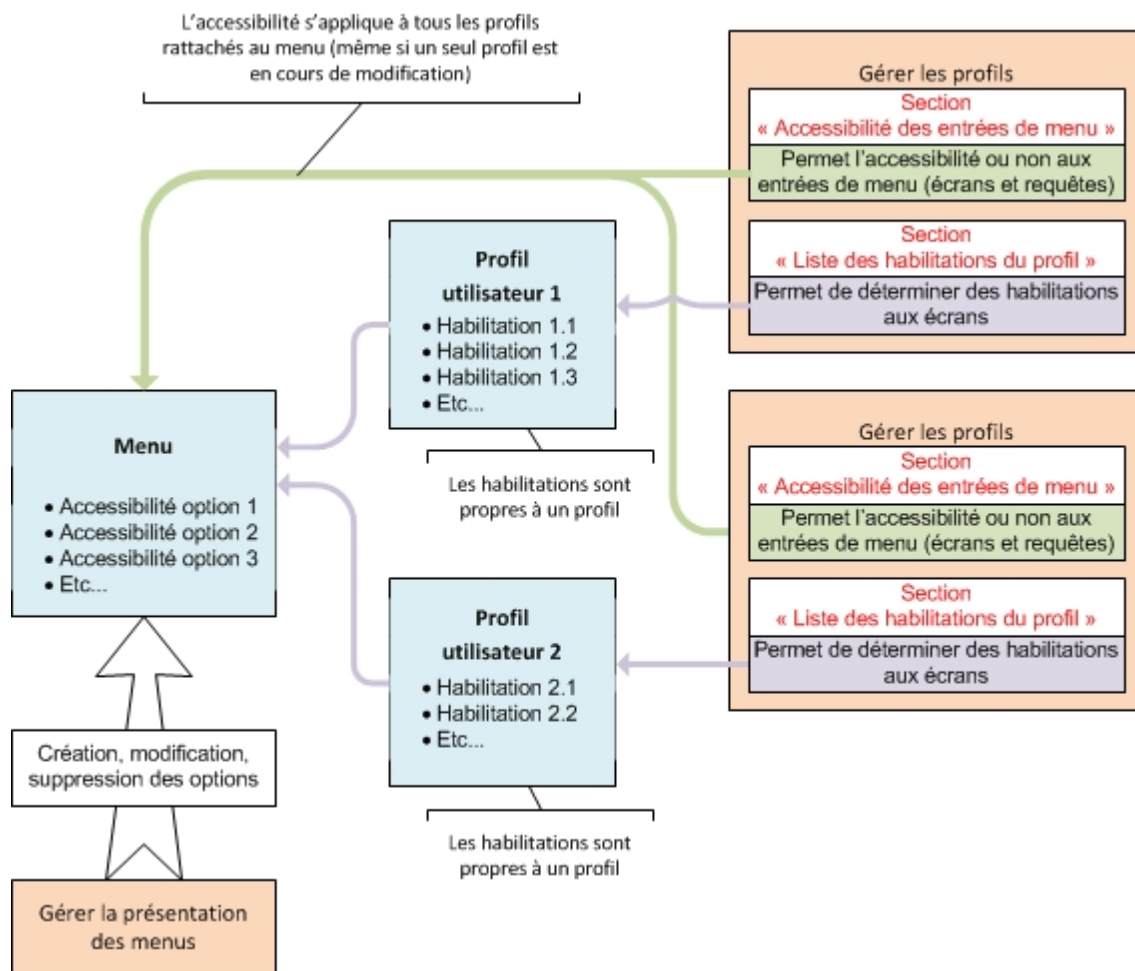 L'accessibilité s'applique à tous les profils
rattachés au menu (même si un seul profil est
en cours de modification)
Gérer les profils
Section
« Accessibilité des entrées de menu »
Permet l'accessibilité ou non aux
entrées de menu (écrans et requêtes)
Section
« Liste des habilitations du profil »
Permet de déterminer des habilitations
aux écrans
Profil
utilisateur 1
• Habilitation 1.1
• Habilitation 1.2
• Habilitation 1.3
• Etc...
Les habilitations sont
propres à un profil
Menu
• Accessibilité option 1
• Accessibilité option 2
• Accessibilité option 3
• Etc...
Gérer les profils
Section
« Accessibilité des entrées de menu »
Permet l'accessibilité ou non aux
entrées de menu (écrans et requêtes)
Section
« Liste des habilitations du profil »
Permet de déterminer des habilitations
aux écrans
Profil
utilisateur 2
• Habilitation 2.1
• Habilitation 2.2
• Etc...
Les habilitations sont
propres à un profil
Création, modification,
suppression des options
Gérer la présentation
des menus